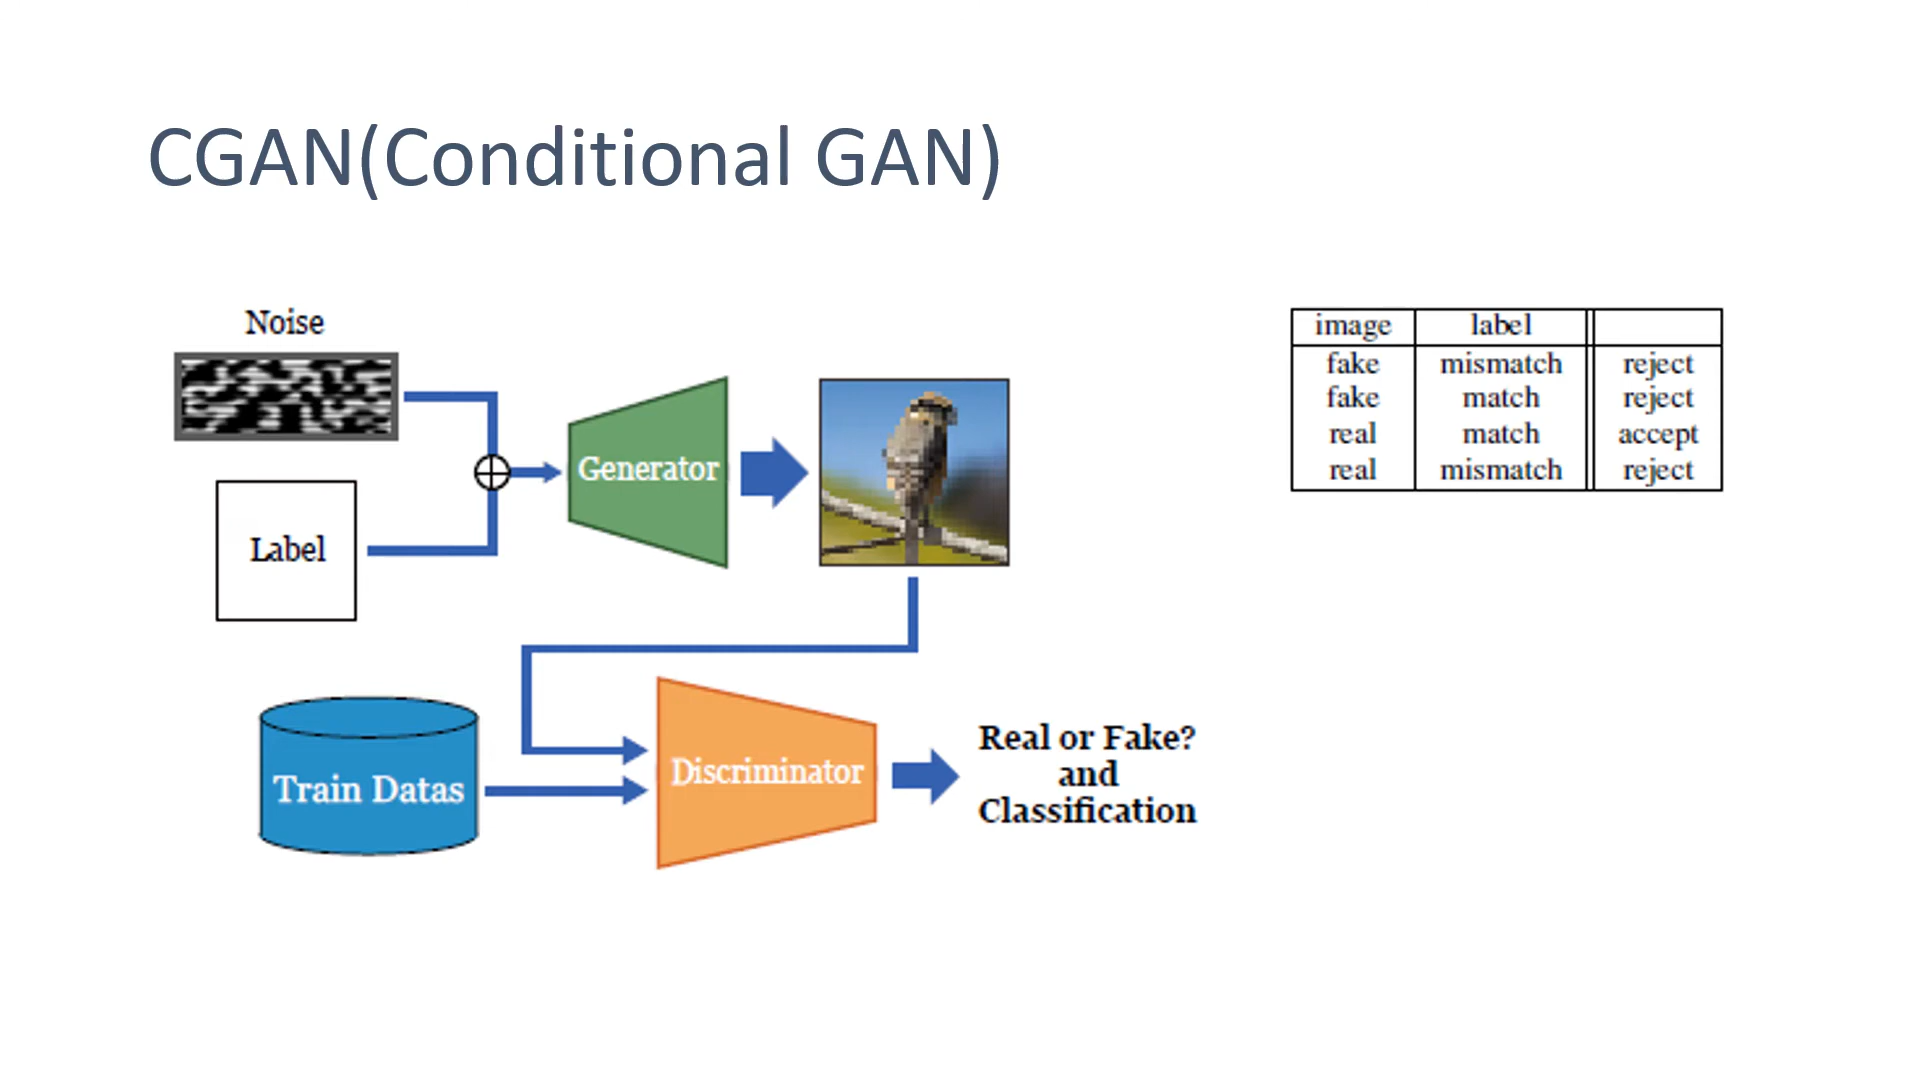 CGAN(Conditional GAN)
Noise
Label
Generator
Train Datas
Discriminator
Real or Fake?
and
Classification
image label
fake mismatch reject
fake match reject
real match accept
real mismatch reject